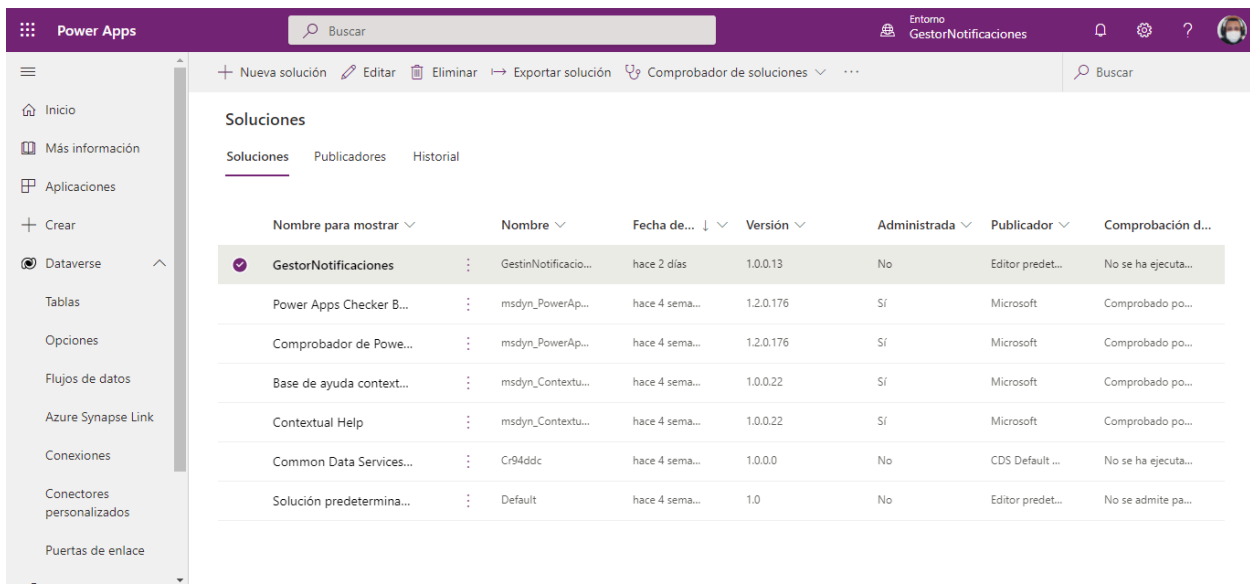 Power Apps
Buscar
Entorno
GestorNotificaciones
Nueva solución Editar Eliminar Exportar solución Comprobador de soluciones ... Buscar
Inicio
Más información
Aplicaciones
Crear
Dataverse
Tablas
Opciones
Flujos de datos
Azure Synapse Link
Conexiones
Conectores
personalizados
Puertas de enlace
Soluciones
Soluciones Publicadores Historial
Nombre para mostrar Nombre Fecha de... ↓ Versión Administrada Publicador Comprobación d...
GestorNotificaciones GestinNotificacio... hace 2 días 1.0.0.13 No Editor predet... No se ha ejecuta...
Power Apps Checker B... msdyn_PowerAp... hace 4 sema... 1.2.0.176 Sí Microsoft Comprobado po...
Comprobador de Powe... msdyn_PowerAp... hace 4 sema... 1.2.0.176 Sí Microsoft Comprobado po...
Base de ayuda context... msdyn_Contextu... hace 4 sema... 1.0.0.22 Sí Microsoft Comprobado po...
Contextual Help msdyn_Contextu... hace 4 sema... 1.0.0.22 Sí Microsoft Comprobado po...
Common Data Services... Cr94ddc hace 4 sema... 1.0.0.0 No CDS Default ... No se ha ejecuta...
Solución predetermina... Default hace 4 sema... 1.0 No Editor predet... No se admite pa...